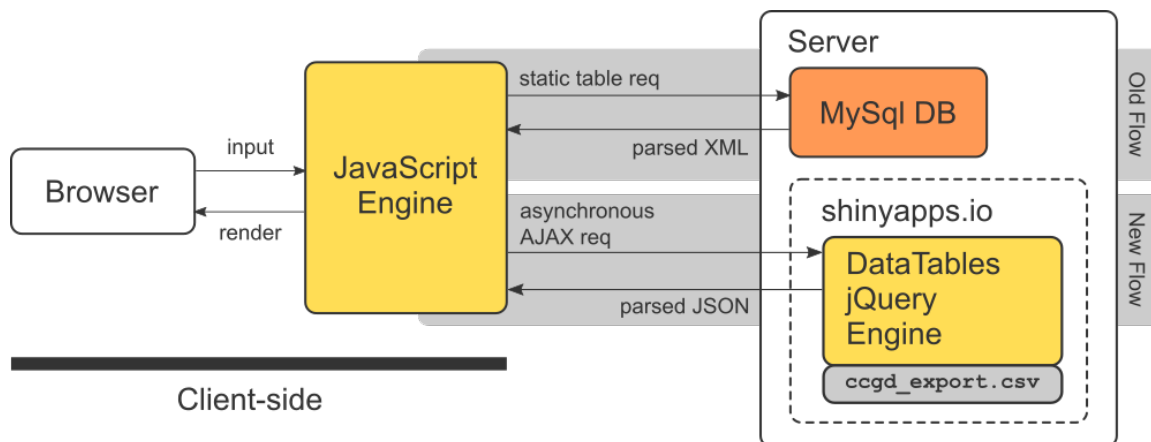 Server
static table req
MySql DB
Old Flow
parsed XML
input
JavaScript
Engine
Browser
render
shinyapps.io
asynchronous
AJAX req
New Flow
DataTables
jQuery
Engine
parsed JSON
ccgd_export.csv
Client-side